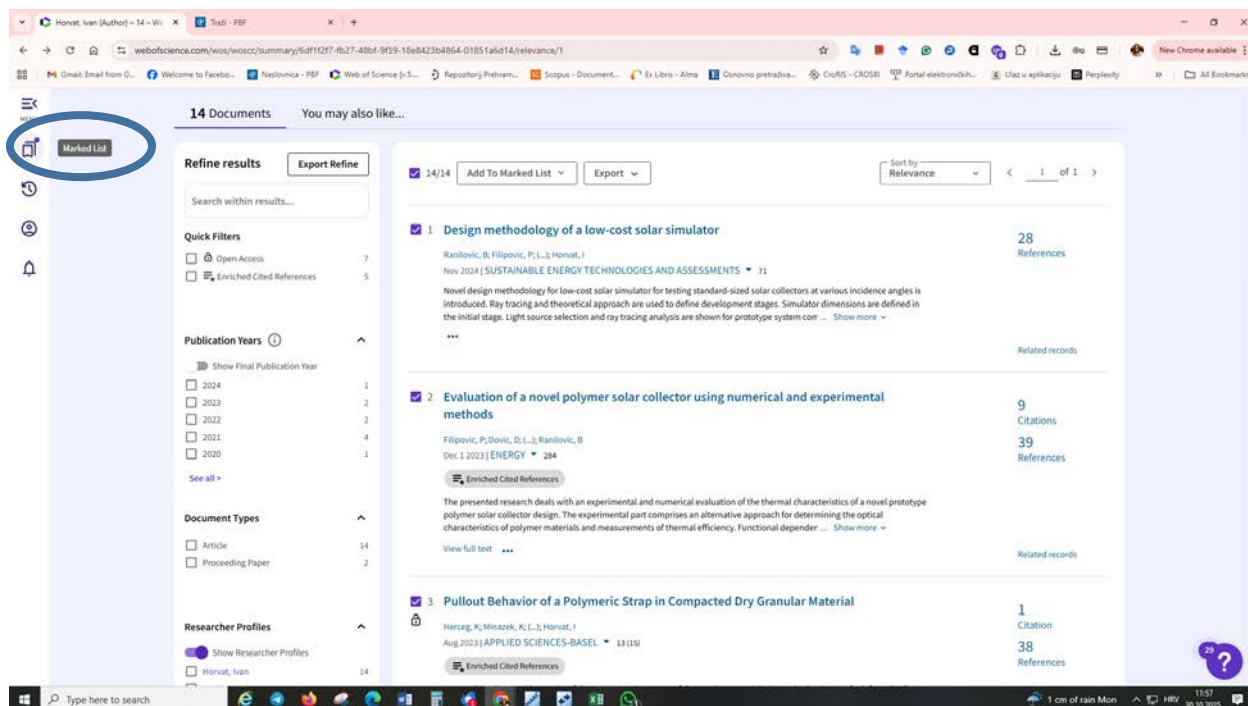 Horvat, Ivan (Author) – 14 – W
Traži - PBF
webofscience.com/wos/woscc/summary/6df1f2f7-fb27-48bf-9f39-18e8423b4864-01851a6d14/relevance/1
New Chrome available
Gmail: Email from G...
Welcome to Facebo...
Naslovnica - PBF
Web of Science [v.5...
Repozitorij Prehram...
Scopus - Document...
Ex Libris - Alma
Osnovno pretraživa...
CroRIS - CROSBI
Portal elektroničkih...
Ulaz u aplikaciju
Perplexity
All Bookmarks
MENU
14 Documents
You may also like...
Marked List
Refine results
Export Refine
Search within results...
Quick Filters
Open Access 7
Enriched Cited References 5
Publication Years
Show Final Publication Year
2024 1
2023 2
2022 2
2021 4
2020 1
See all >
Document Types
Article 14
Proceeding Paper 2
Researcher Profiles
Show Researcher Profiles
Horvat, Ivan 14
14/14
Add To Marked List
Export
Sort by
Relevance
1 of 1
1 Design methodology of a low-cost solar simulator
Ranilovic, B; Filipovic, P; (...); Horvat, I
Nov 2024 | SUSTAINABLE ENERGY TECHNOLOGIES AND ASSESSMENTS 71
Novel design methodology for low-cost solar simulator for testing standard-sized solar collectors at various incidence angles is
introduced. Ray tracing and theoretical approach are used to define development stages. Simulator dimensions are defined in
the initial stage. Light source selection and ray tracing analysis are shown for prototype system corr ... Show more
28
References
Related records
2 Evaluation of a novel polymer solar collector using numerical and experimental
methods
Filipovic, P; Dovic, D; (...); Ranilovic, B
Dec 1 2023 | ENERGY 284
Enriched Cited References
The presented research deals with an experimental and numerical evaluation of the thermal characteristics of a novel prototype
polymer solar collector design. The experimental part comprises an alternative approach for determining the optical
characteristics of polymer materials and measurements of thermal efficiency. Functional depender ... Show more
View full text
9
Citations
39
References
Related records
3 Pullout Behavior of a Polymeric Strap in Compacted Dry Granular Material
Herceg, K; Minazek, K; (...); Horvat, I
Aug 2023 | APPLIED SCIENCES-BASEL 13 (15)
Enriched Cited References
1
Citation
38
References
29
?
Type here to search
1 cm of rain Mon
HRV
11:57
30.10.2025.